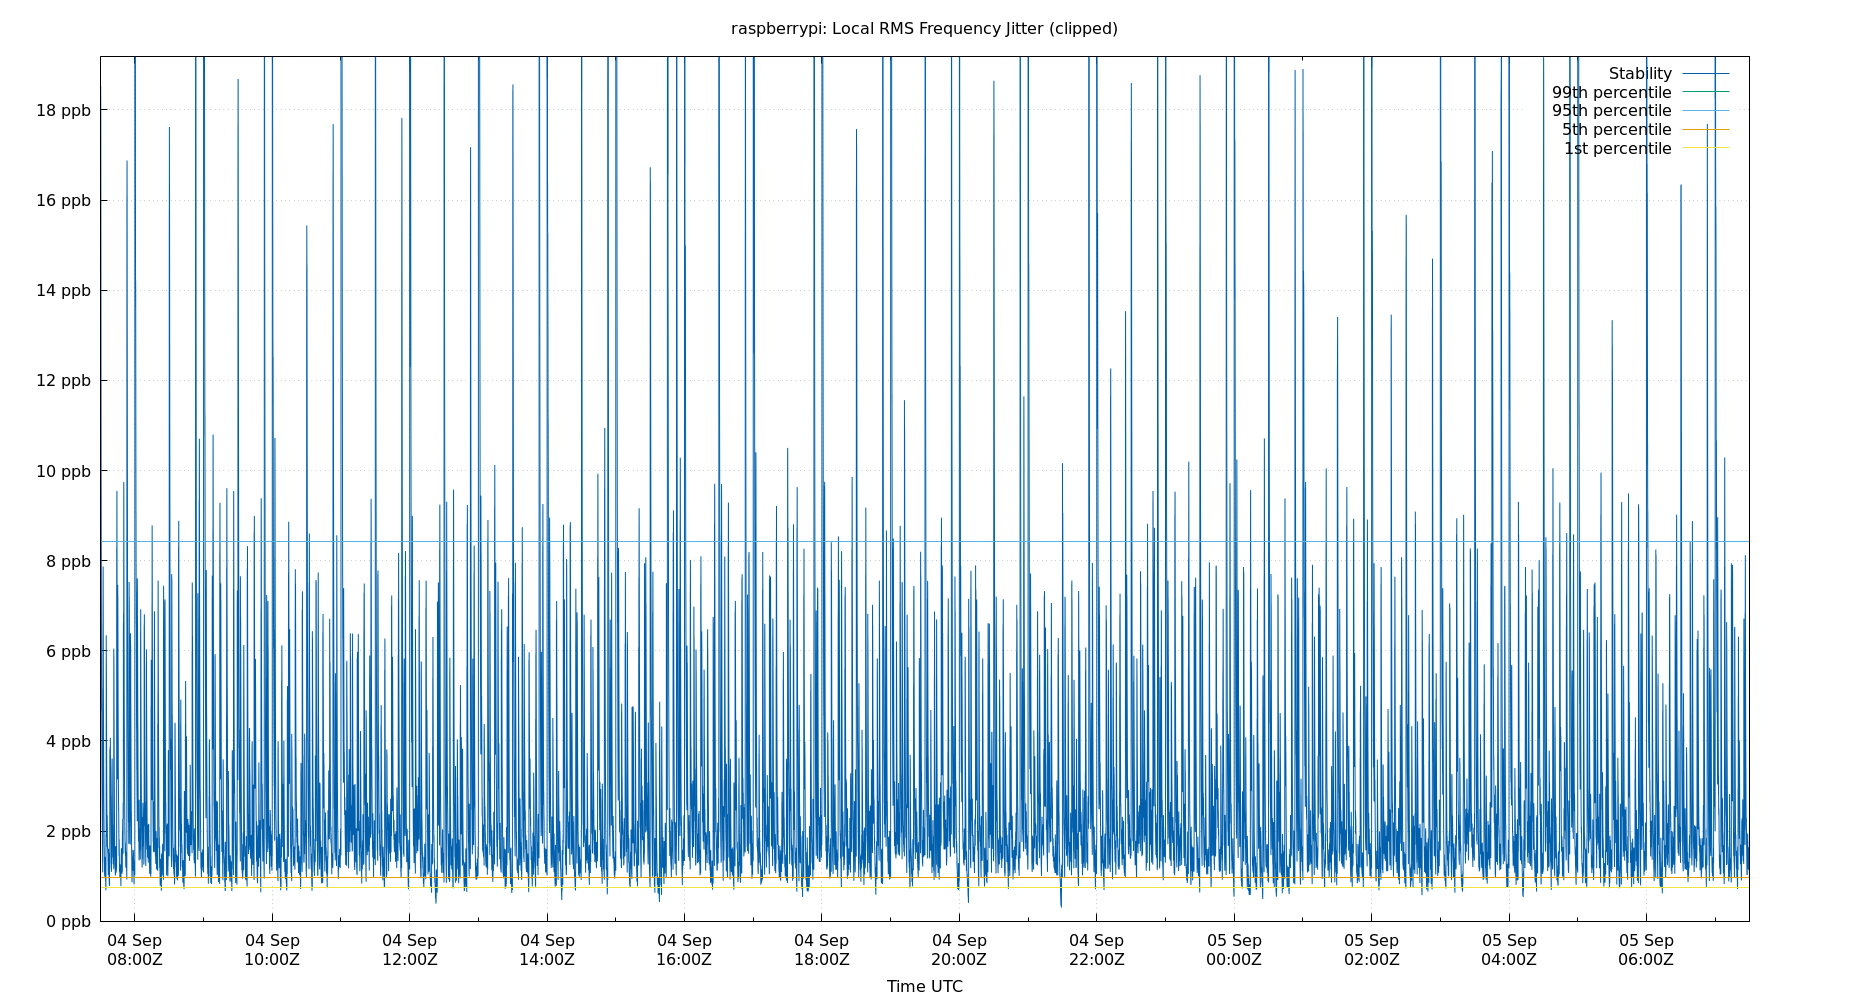 raspberrypi: Local RMS Frequency Jitter (clipped)
Stability
99th percentile
95th percentile
5th percentile
1st percentile
18 ppb
16 ppb
14 ppb
12 ppb
10 ppb
8 ppb
6 ppb
4 ppb
2 ppb
0 ppb
04 Sep 04 Sep 04 Sep 04 Sep 04 Sep 04 Sep 04 Sep 04 Sep 05 Sep 05 Sep 05 Sep 05 Sep
08:00Z 10:00Z 12:00Z 14:00Z 16:00Z 18:00Z 20:00Z 22:00Z 00:00Z 02:00Z 04:00Z 06:00Z
Time UTC